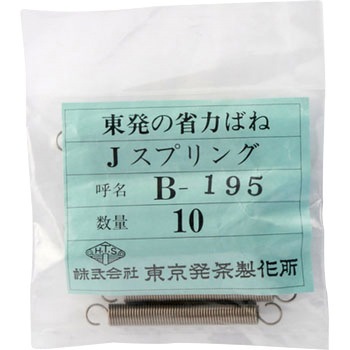 東発の省力ばね
Jスプリング
呼名 B-195
数量 10
H.T.S
株式会社 東京発条製作所